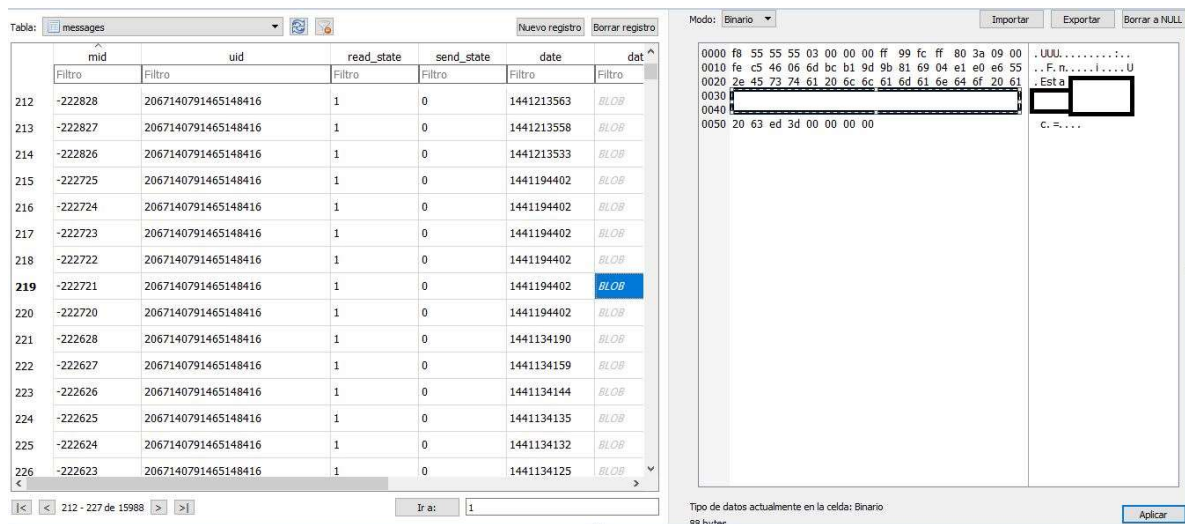 Tabla: messages Nuevo registro Borrar registro
mid uid read_state send_state date dat
Filtro Filtro Filtro Filtro Filtro Filtro
212 -222828 2067140791465148416 1 0 1441213563 BLOB
213 -222827 2067140791465148416 1 0 1441213558 BLOB
214 -222826 2067140791465148416 1 0 1441213533 BLOB
215 -222725 2067140791465148416 1 0 1441194402 BLOB
216 -222724 2067140791465148416 1 0 1441194402 BLOB
217 -222723 2067140791465148416 1 0 1441194402 BLOB
218 -222722 2067140791465148416 1 0 1441194402 BLOB
219 -222721 2067140791465148416 1 0 1441194402 BLOB
220 -222720 2067140791465148416 1 0 1441194402 BLOB
221 -222628 2067140791465148416 1 0 1441134190 BLOB
222 -222627 2067140791465148416 1 0 1441134159 BLOB
223 -222626 2067140791465148416 1 0 1441134144 BLOB
224 -222625 2067140791465148416 1 0 1441134135 BLOB
225 -222624 2067140791465148416 1 0 1441134132 BLOB
226 -222623 2067140791465148416 1 0 1441134125 BLOB
|< < 212 - 227 de 15988 > >| Ir a: 1
Modo: Binario Importar Exportar Borrar a NULL
0000 f8 55 55 55 03 00 00 00 ff 99 fc ff 80 3a 09 00 .UUU.........:..
0010 fe c5 46 06 6d bc b1 9d 9b 81 69 04 e1 e0 e6 55 ..F.m.....i....U
0020 2e 45 73 74 61 20 6c 6c 61 6d 61 6e 64 6f 20 61 .Esta
0030
0040
0050 20 63 ed 3d 00 00 00 00 c.=....
Tipo de datos actualmente en la celda: Binario
89 bytes
Aplicar